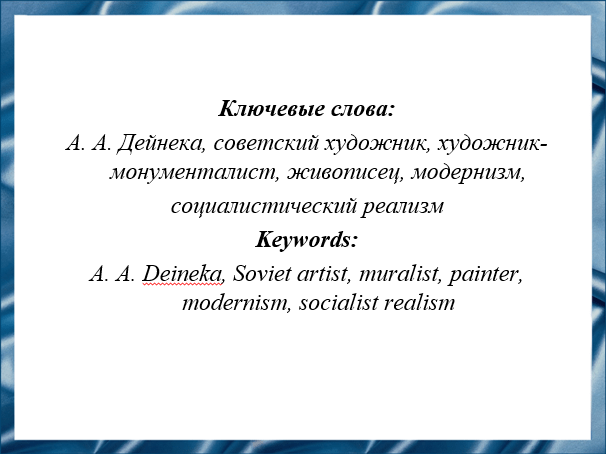 Ключевые слова:
А. А. Дейнека, советский художник, художник-
монументалист, живописец, модернизм,
социалистический реализм
Keywords:
A. A. Deineka, Soviet artist, muralist, painter,
modernism, socialist realism